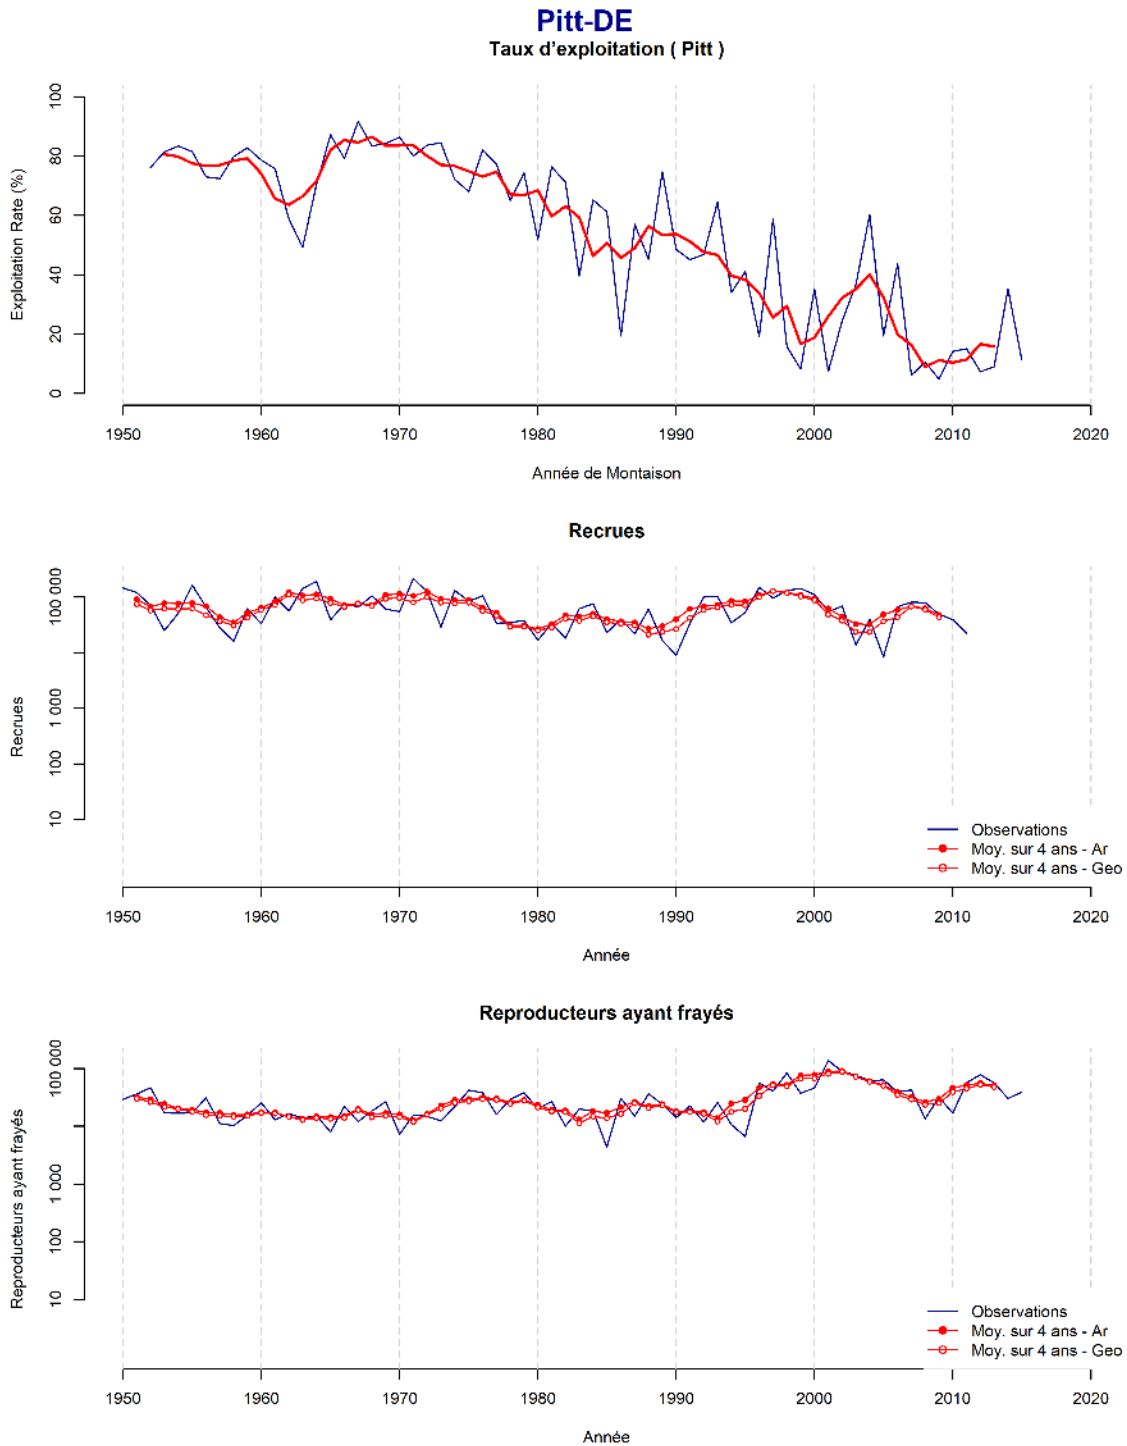 Pitt-DE
Taux d'exploitation ( Pitt )
Exploitation Rate (%)
100
80
60
40
20
0
1950 1960 1970 1980 1990 2000 2010 2020
Année de Montaison
Recrues
Recrues
100 000
1 000
100
10
Observations
Moy. sur 4 ans - Ar
Moy. sur 4 ans - Geo
1950 1960 1970 1980 1990 2000 2010 2020
Année
Reproducteurs ayant frayés
Reproducteurs ayant frayés
100 000
1 000
100
10
Observations
Moy. sur 4 ans - Ar
Moy. sur 4 ans - Geo
1950 1960 1970 1980 1990 2000 2010 2020
Année